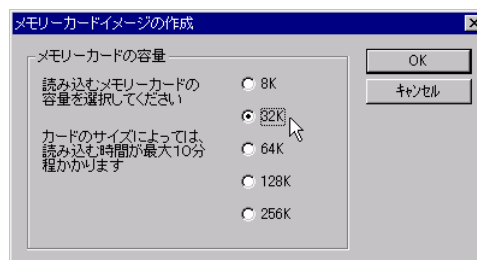 メモリーカードイメージの作成
メモリーカードの容量
読み込むメモリーカードの
容量を選択してください
カードのサイズによっては、
読み込む時間が最大10分
程かかります
8K
32K
64K
128K
256K
OK
キャンセル